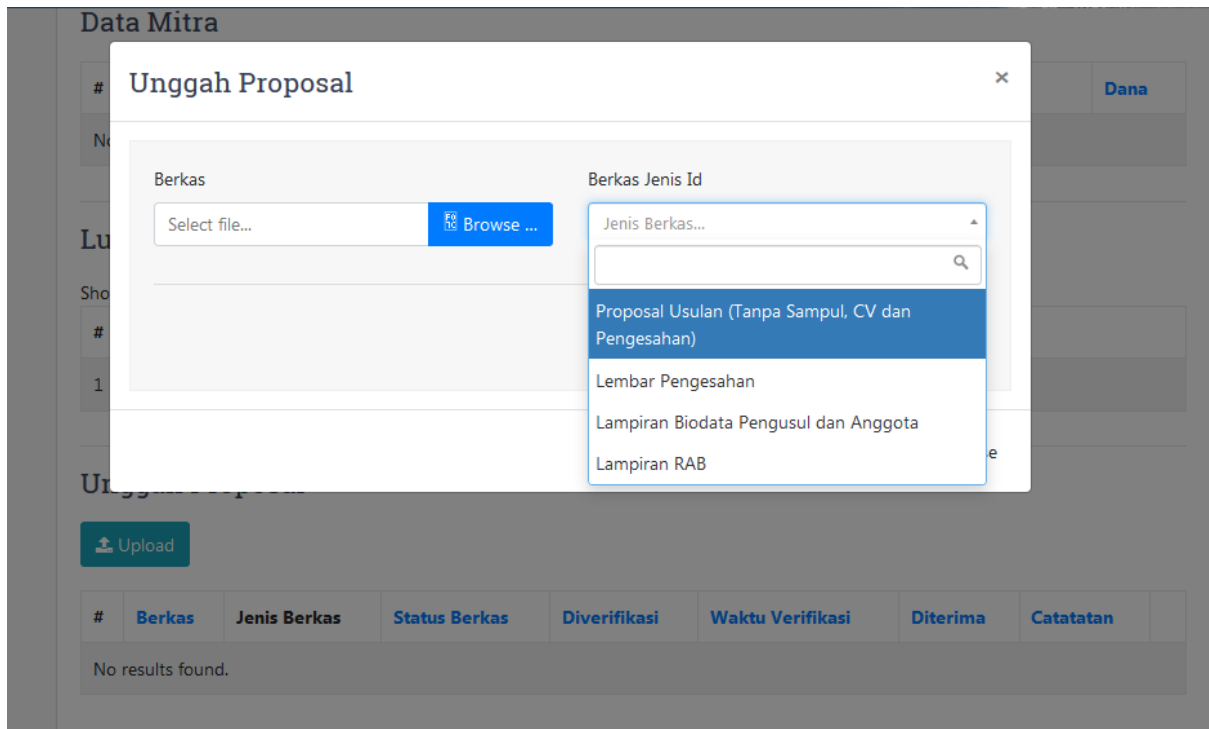 Data Mitra
Unggah Proposal
×
#
Dana
Berkas
Berkas Jenis Id
Select file...
Browse ...
Jenis Berkas...
Proposal Usulan (Tanpa Sampul, CV dan
Pengesahan)
Lembar Pengesahan
Lampiran Biodata Pengusul dan Anggota
Lampiran RAB
Lu
Sho
#
1
Upload
# Berkas Jenis Berkas Status Berkas Diverifikasi Waktu Verifikasi Diterima Catatatan
No results found.